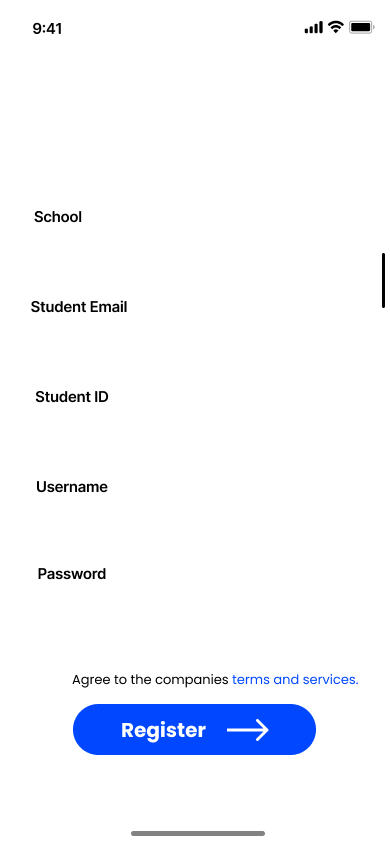 9:41
School
Student Email
Student ID
Username
Password
Agree to the companies terms and services.
Register